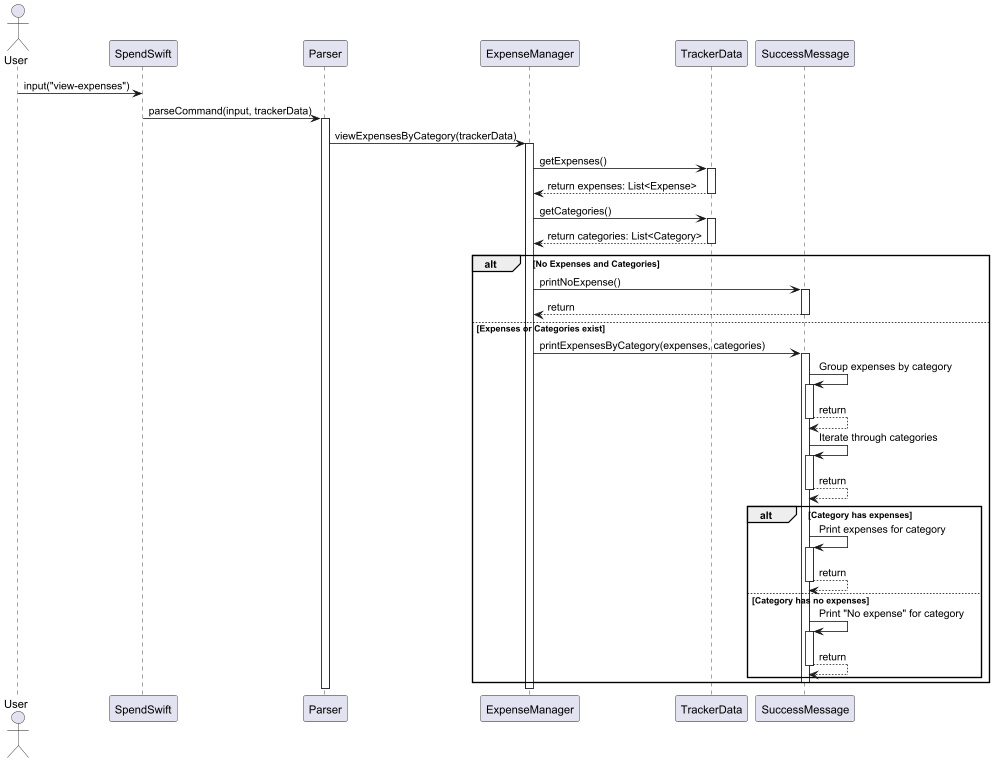 User
SpendSwift
Parser
ExpenseManager
TrackerData
SuccessMessage
input("view-expenses")
parseCommand(input, trackerData)
viewExpensesByCategory(trackerData)
getExpenses()
return expenses: List<Expense>
getCategories()
return categories: List<Category>
alt
[No Expenses and Categories]
printNoExpense()
return
[Expenses or Categories exist]
printExpensesByCategory(expenses, categories)
Group expenses by category
return
Iterate through categories
return
alt
[Category has expenses]
Print expenses for category
return
[Category has no expenses]
Print "No expense" for category
return
User
SpendSwift
Parser
ExpenseManager
TrackerData
SuccessMessage